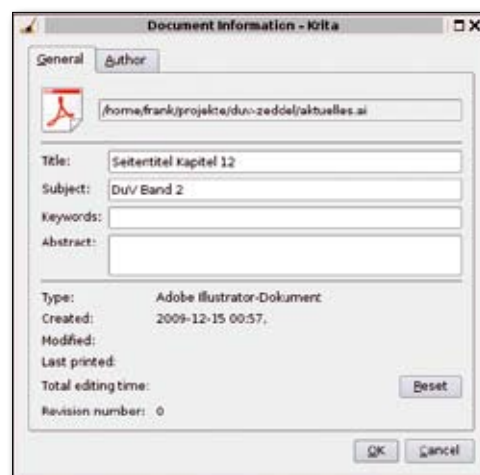 Document Information - Krita
General Author
/home/frank/projekte/duv-zeddel/aktuelles.ai
Title: Seitentitel Kapitel 12
Subject: DuV Band 2
Keywords:
Abstract:
Type: Adobe Illustrator-Dokument
Created: 2009-12-15 00:57,
Modified:
Last printed:
Total editing time: Reset
Revision number: 0
OK Cancel